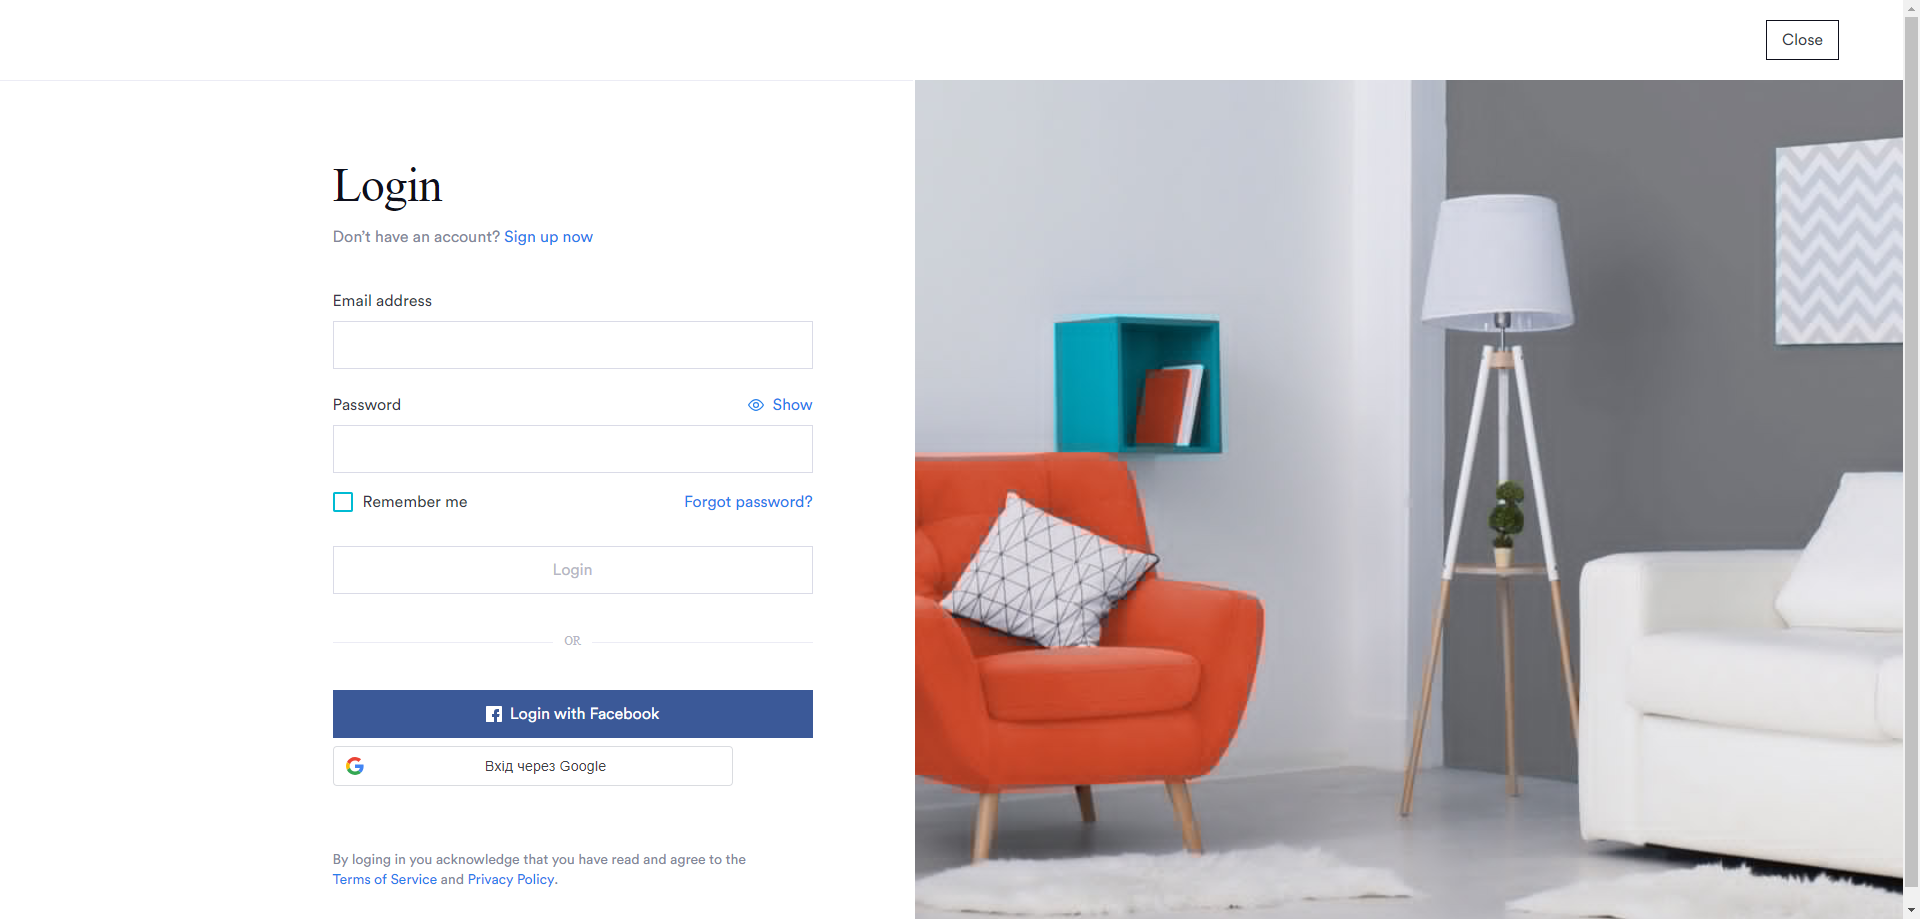 Close
Login
Don't have an account? Sign up now
Email address
Password
Show
Remember me
Forgot password?
Login
OR
Login with Facebook
Вхід через Google
By loging in you acknowledge that you have read and agree to the
Terms of Service and Privacy Policy.